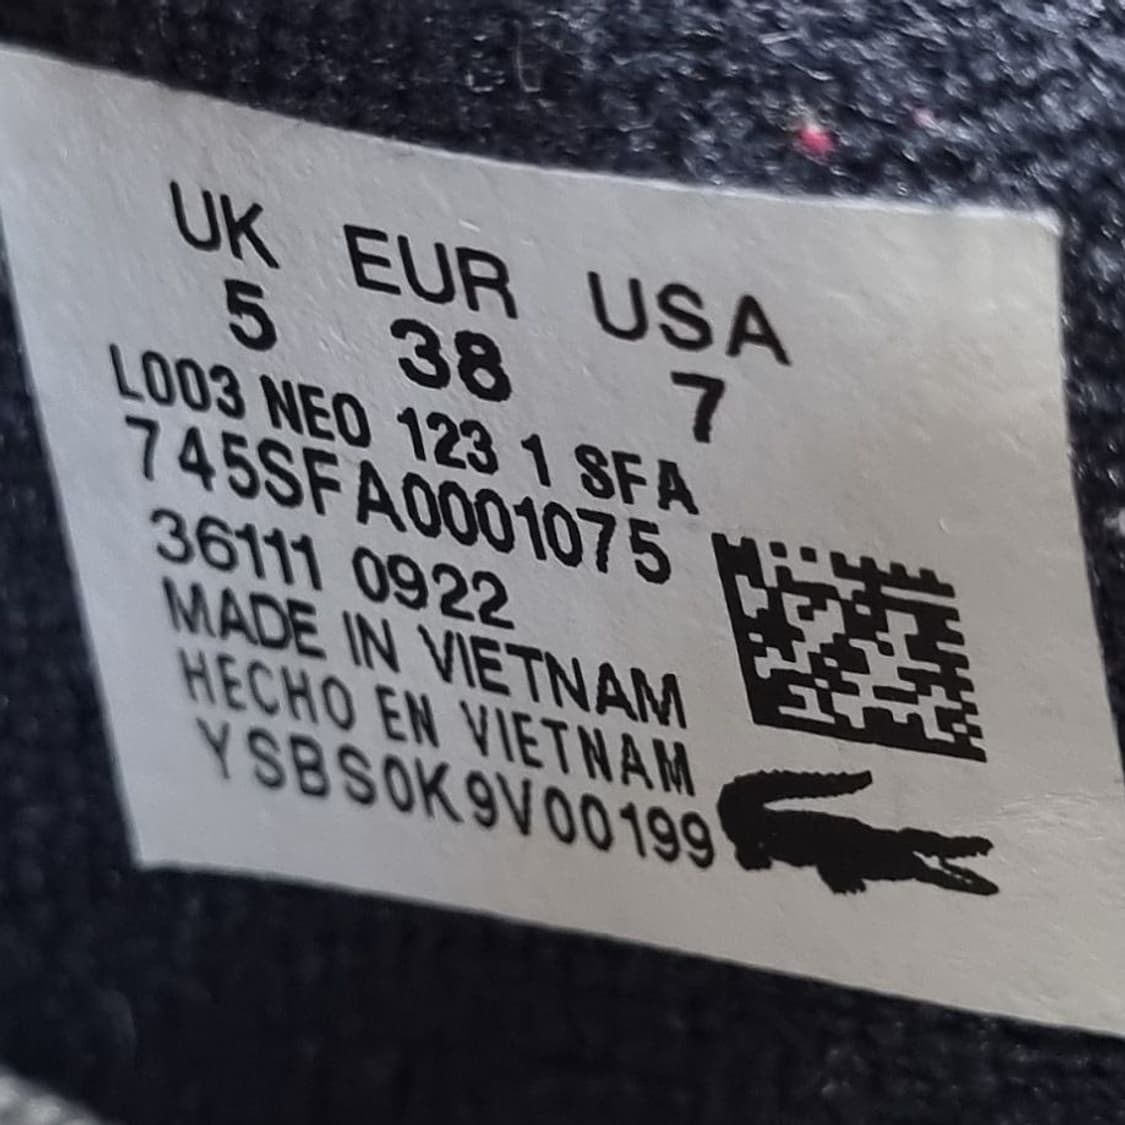 UK EUR USA
5 38 7
L003 NEO 123 1 SFA
745SFA0001075
36111 0922
MADE IN VIETNAM
HECHO EN VIETNAM
YSBS0K9V00199